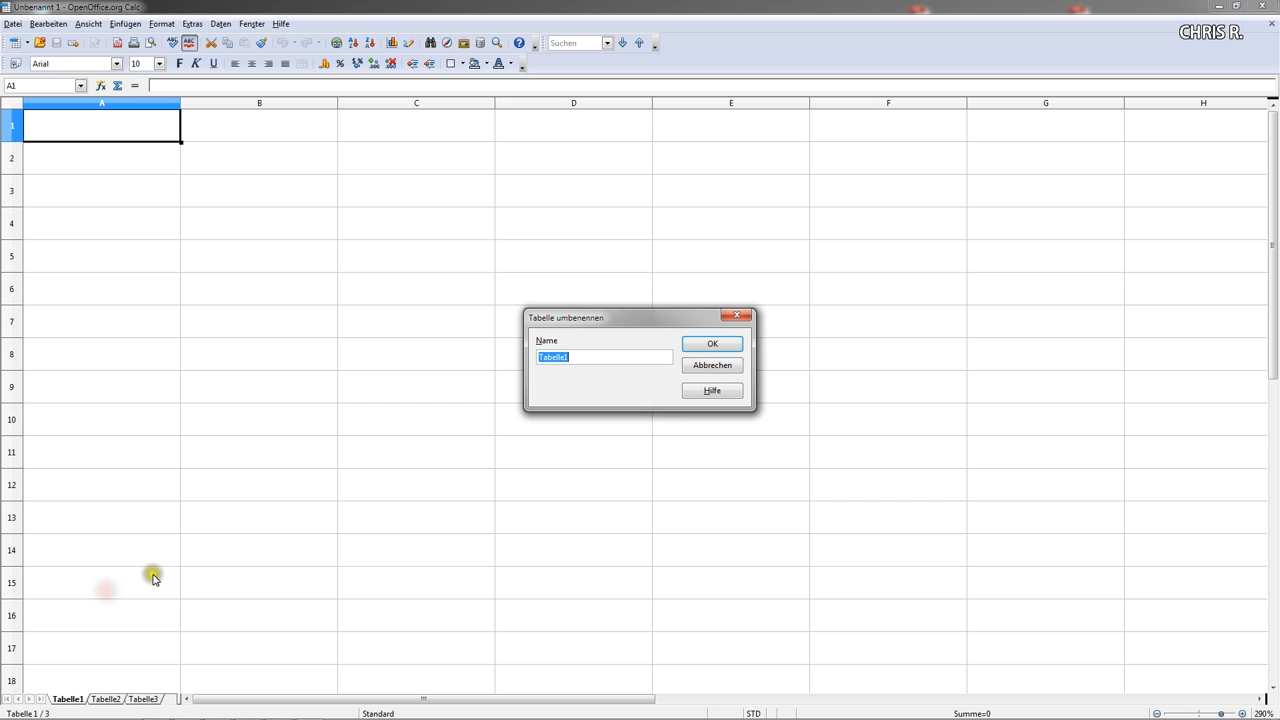 Unbenannt 1 - OpenOffice.org Calc
Datei Bearbeiten Ansicht Einfügen Format Extras Daten Fenster Hilfe
CHRIS R.
Suchen
Arial 10 F K U
A1
A B C D E F G H
1
2
3
4
5
6
7
8
9
10
11
12
13
14
15
16
17
18
Tabelle umbenennen
Name
Tabelle1
OK
Abbrechen
Hilfe
Tabelle1 Tabelle2 Tabelle3
Tabelle 1 / 3 Standard STD Summe=0 290%